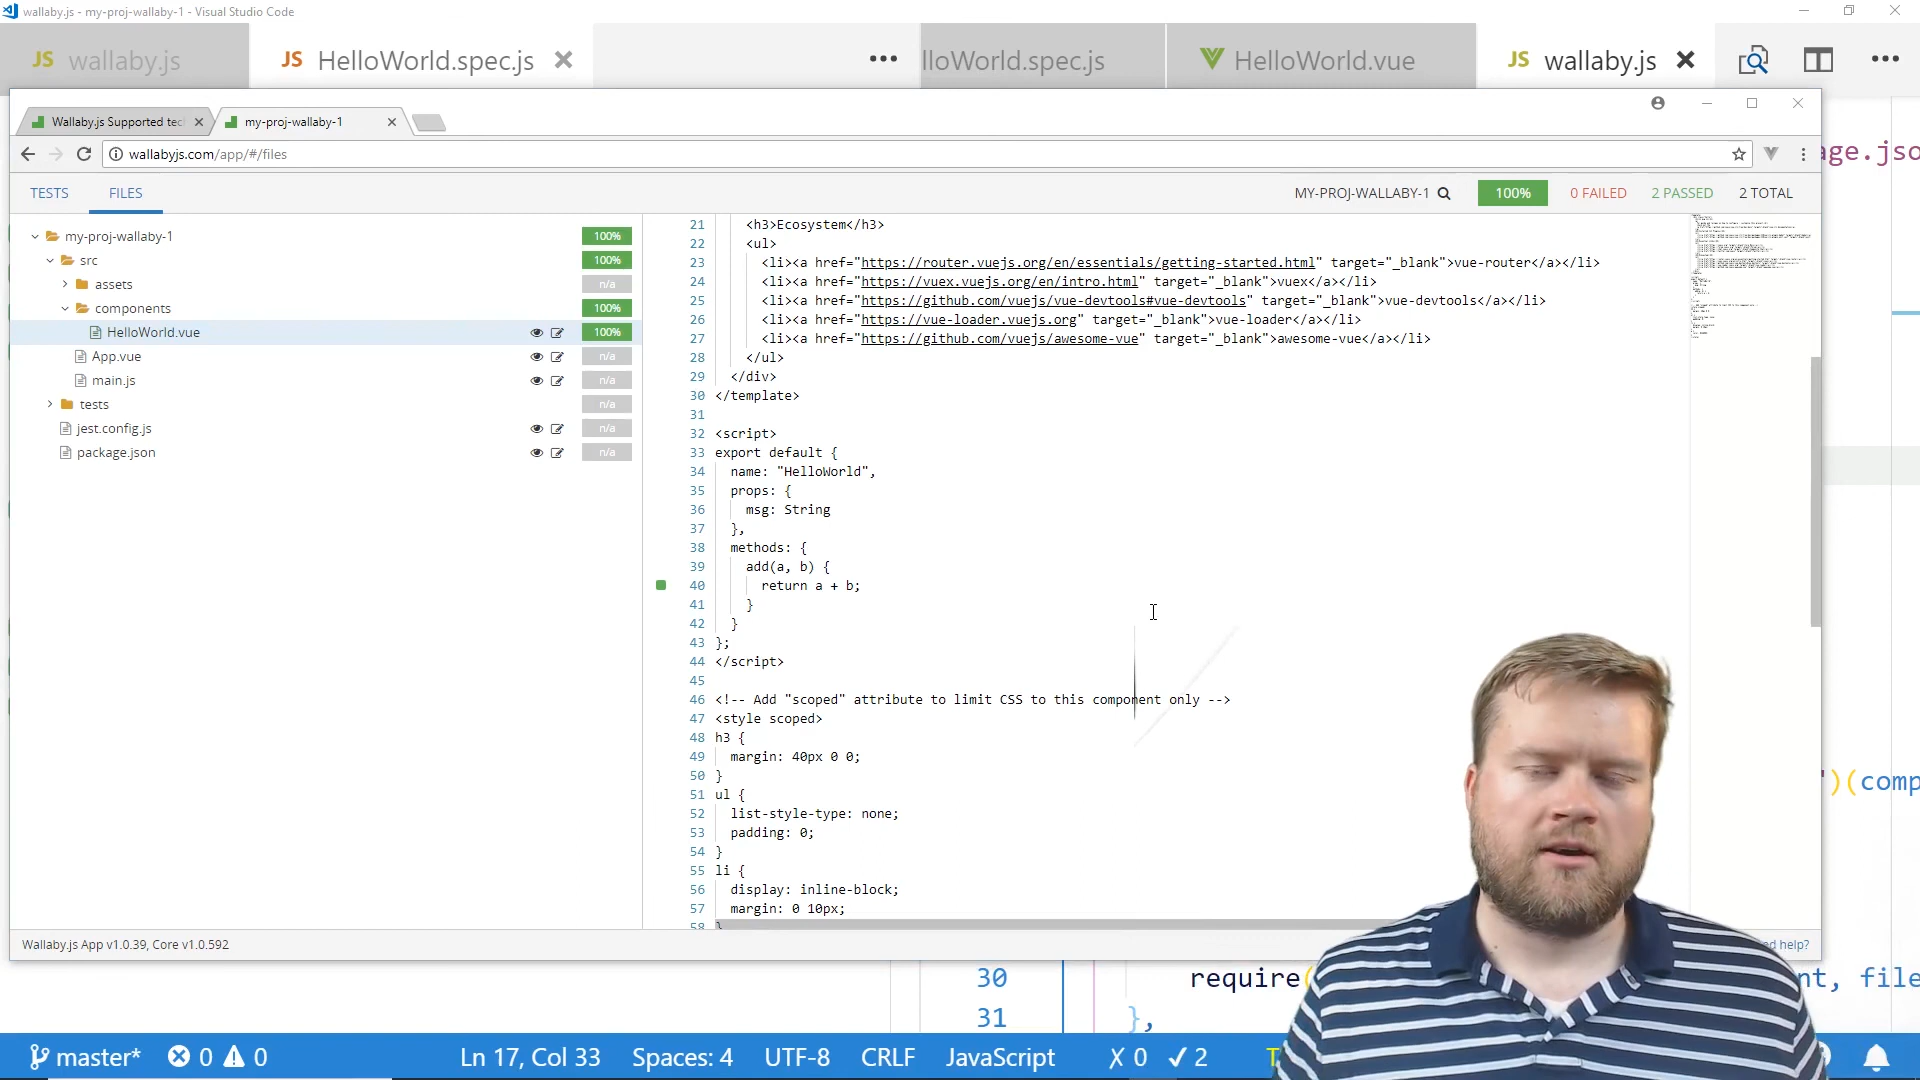 wallaby.js - my-proj-wallaby-1 - Visual Studio Code
JS wallaby.js
JS HelloWorld.spec.js
lloWorld.spec.js
HelloWorld.vue
JS wallaby.js
Wallaby.js Supported tec
my-proj-wallaby-1
wallabyjs.com/app/#/files
age.jso
TESTS FILES
MY-PROJ-WALLABY-1 100% 0 FAILED 2 PASSED 2 TOTAL
my-proj-wallaby-1 100%
src 100%
assets n/a
components 100%
HelloWorld.vue 100%
App.vue n/a
main.js n/a
tests n/a
jest.config.js n/a
package.json n/a
21 <h3>Ecosystem</h3>
22 <ul>
23 <li><a href="https://router.vuejs.org/en/essentials/getting-started.html" target="_blank">vue-router</a></li>
24 <li><a href="https://vuex.vuejs.org/en/intro.html" target="_blank">vuex</a></li>
25 <li><a href="https://github.com/vuejs/vue-devtools#vue-devtools" target="_blank">vue-devtools</a></li>
26 <li><a href="https://vue-loader.vuejs.org" target="_blank">vue-loader</a></li>
27 <li><a href="https://github.com/vuejs/awesome-vue" target="_blank">awesome-vue</a></li>
28 </ul>
29 </div>
30 </template>
31
32 <script>
33 export default {
34 name: "HelloWorld",
35 props: {
36 msg: String
37 },
38 methods: {
39 add(a, b) {
40 return a + b;
41 }
42 }
43 };
44 </script>
45
46 <!-- Add "scoped" attribute to limit CSS to this component only -->
47 <style scoped>
48 h3 {
49 margin: 40px 0 0;
50 }
51 ul {
52 list-style-type: none;
53 padding: 0;
54 }
55 li {
56 display: inline-block;
57 margin: 0 10px;
58 }
")(comp
Wallaby.js App v1.0.39, Core v1.0.592
ed help?
30 require( nt, file
31 },
master* 0 0 Ln 17, Col 33 Spaces: 4 UTF-8 CRLF JavaScript ✗ 0 ✓ 2 T